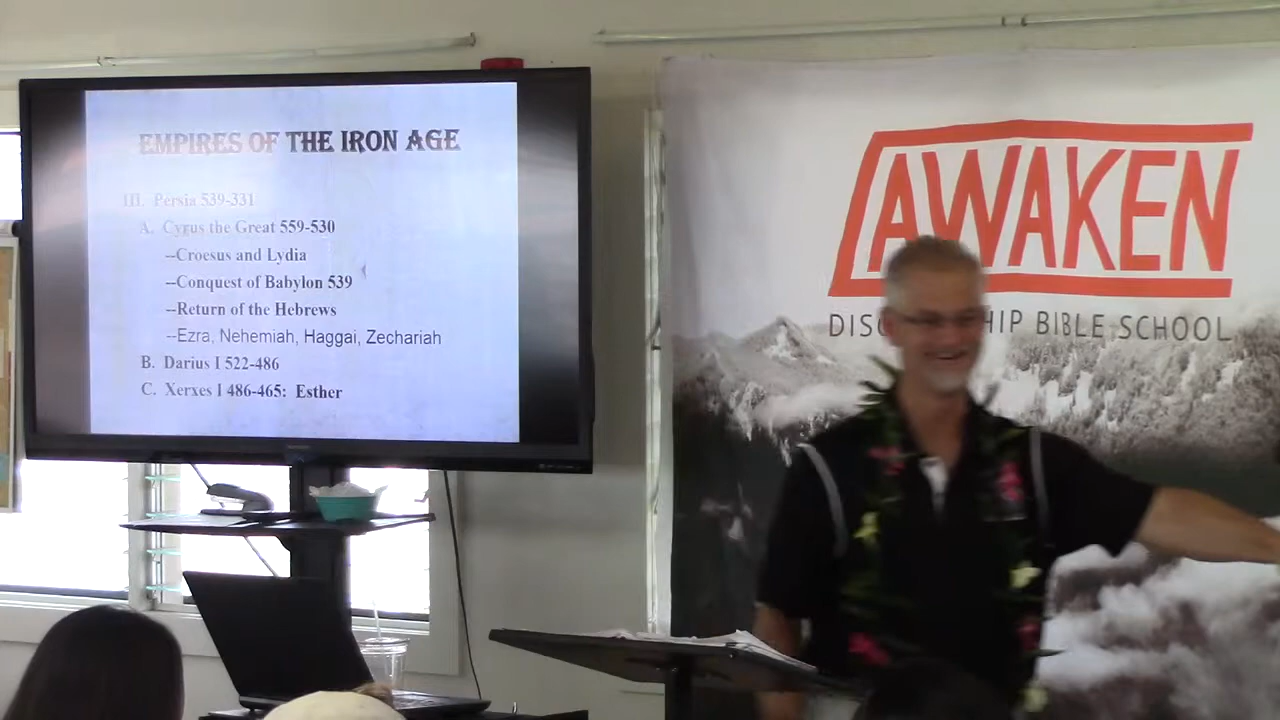 EMPIRES OF THE IRON AGE
III. Persia 539-331
A. Cyrus the Great 559-530
--Croesus and Lydia
--Conquest of Babylon 539
--Return of the Hebrews
--Ezra, Nehemiah, Haggai, Zechariah
B. Darius I 522-486
C. Xerxes I 486-465: Esther
AWAKEN
DISC HIP BIBLE SCHOOL